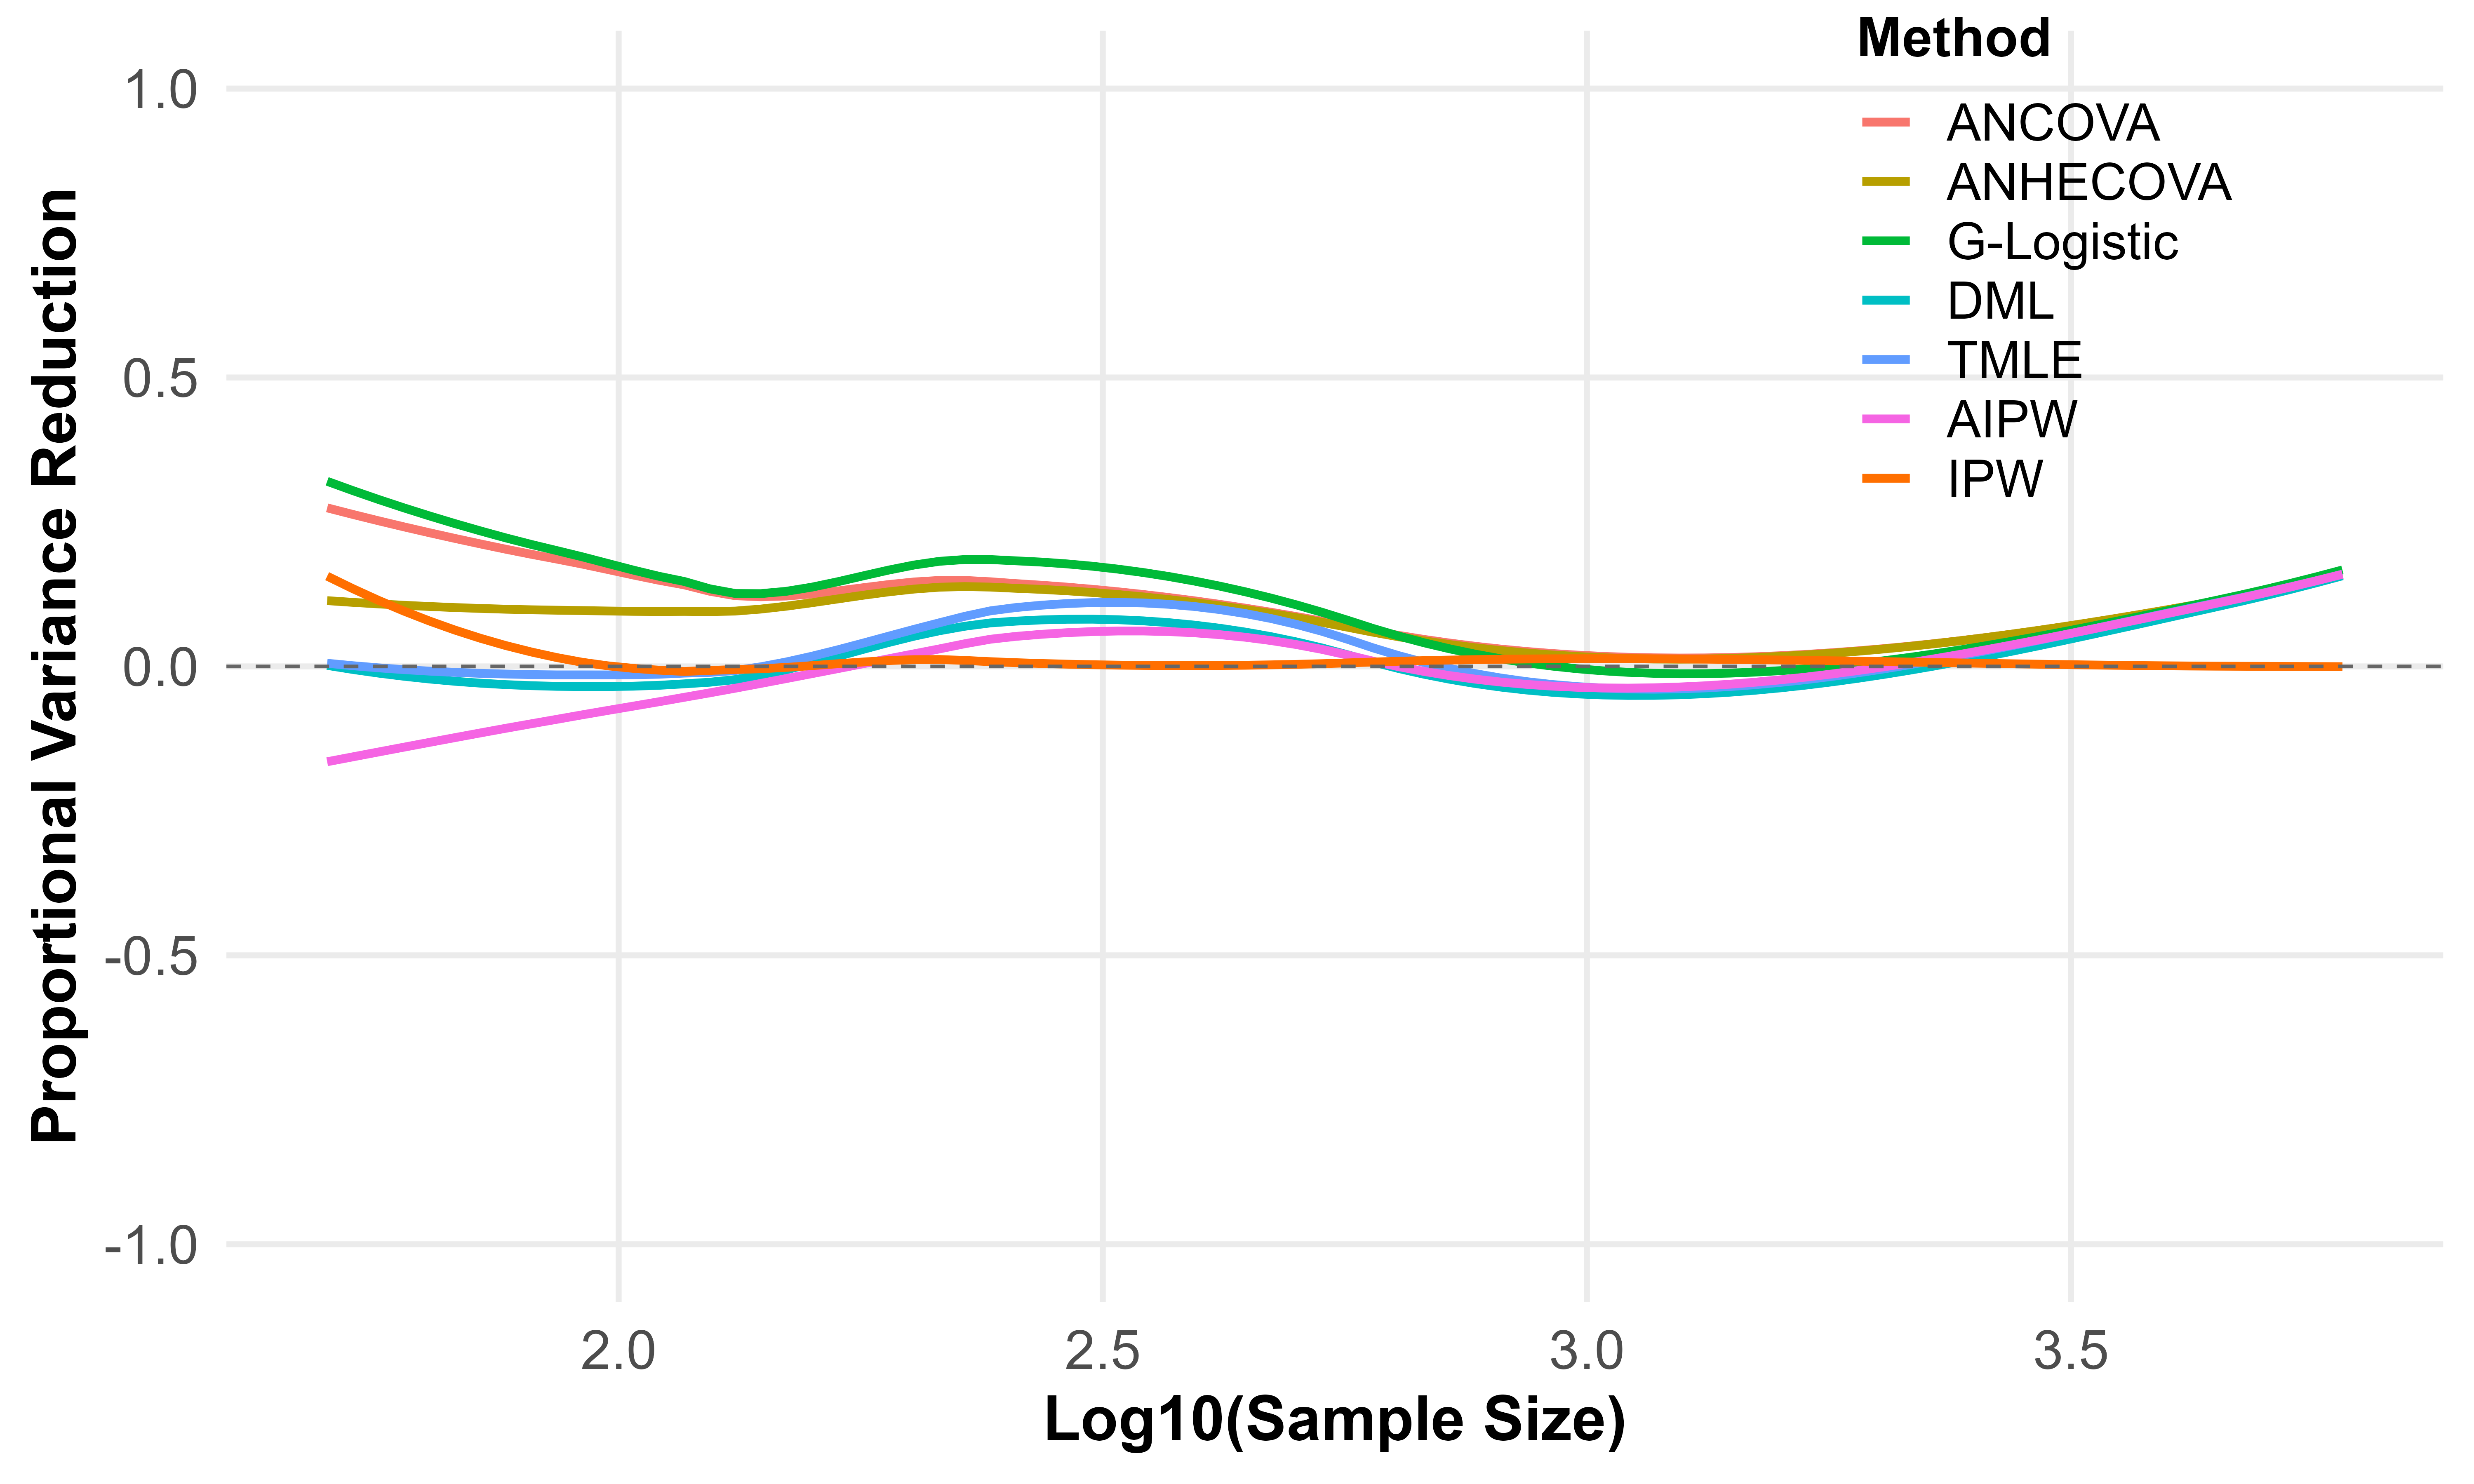 Method
ANCOVA
ANHECOVA
G-Logistic
DML
TMLE
AIPW
IPW
Proportional Variance Reduction
1.0
0.5
0.0
-0.5
-1.0
2.0 2.5 3.0 3.5
Log10(Sample Size)